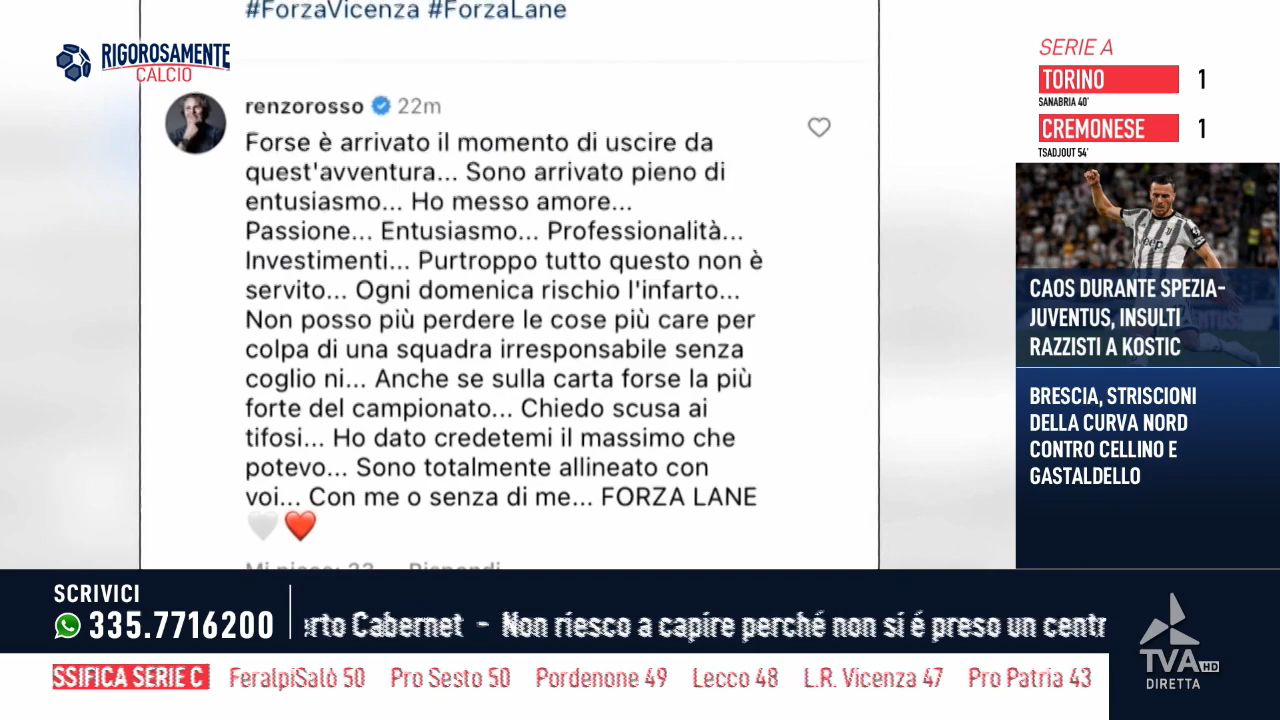 #ForzaVicenza #ForzaLane
RIGOROSAMENTE
CALCIO
renzorosso 22m
Forse è arrivato il momento di uscire da
quest'avventura... Sono arrivato pieno di
entusiasmo... Ho messo amore...
Passione... Entusiasmo... Professionalità...
Investimenti... Purtroppo tutto questo non è
servito... Ogni domenica rischio l'infarto...
Non posso più perdere le cose più care per
colpa di una squadra irresponsabile senza
coglio ni... Anche se sulla carta forse la più
forte del campionato... Chiedo scusa ai
tifosi... Ho dato credetemi il massimo che
potevo... Sono totalmente allineato con
voi... Con me o senza di me... FORZA LANE
🤍❤️
SERIE A
TORINO 1
SANABRIA 40'
CREMONESE 1
TSADJOUT 54'
Jeep
CAOS DURANTE SPEZIA-
JUVENTUS, INSULTI
RAZZISTI A KOSTIC
BRESCIA, STRISCIONI
DELLA CURVA NORD
CONTRO CELLINO E
GASTALDELLO
SCRIVICI
335.7716200
rto Cabernet - Non riesco a capire perché non si é preso un centr
SSIFICA SERIE C FeralpiSalò 50 Pro Sesto 50 Pordenone 49 Lecco 48 L.R. Vicenza 47 Pro Patria 43
TVA HD
DIRETTA